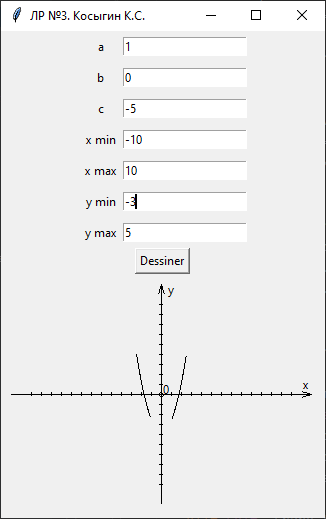 ЛР №3. Косыгин К.С.
a 1
b 0
c -5
x min -10
x max 10
y min -3
y max 5
Dessiner
y
0
x